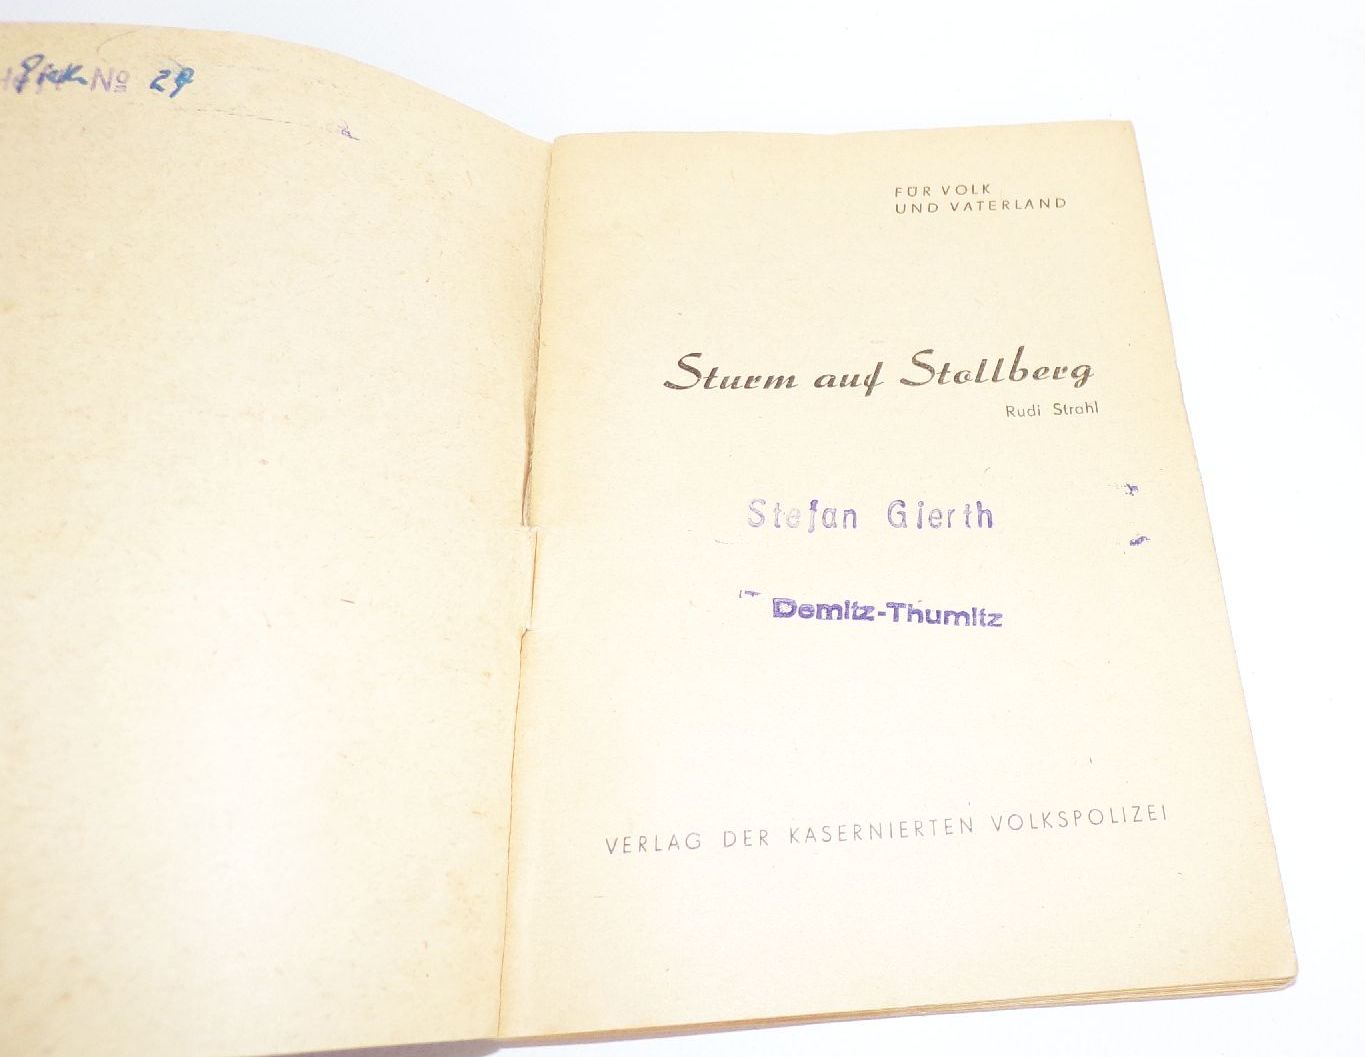 No 29
FÜR VOLK
UND VATERLAND
Sturm auf Stollberg
Rudi Strahl
Stefan Gierth
Demitz-Thumitz
VERLAG DER KASERNIERTEN VOLKSPOLIZEI